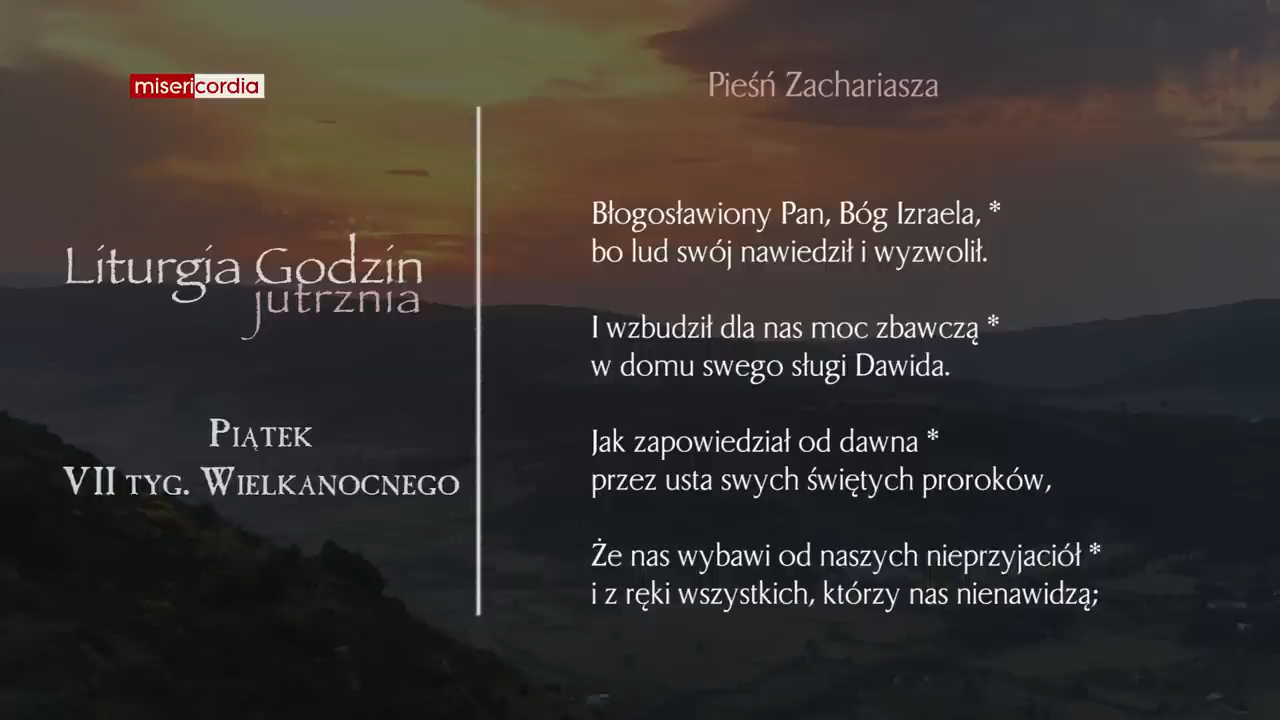 misericordia
Pieśń Zachariasza
Liturgia Godzin
jutrznia
Piątek
VII tyg. Wielkanocnego
Błogosławiony Pan, Bóg Izraela, *
bo lud swój nawiedził i wyzwolił.
I wzbudził dla nas moc zbawczą *
w domu swego sługi Dawida.
Jak zapowiedział od dawna *
przez usta swych świętych proroków,
Że nas wybawi od naszych nieprzyjaciół *
i z ręki wszystkich, którzy nas nienawidzą;